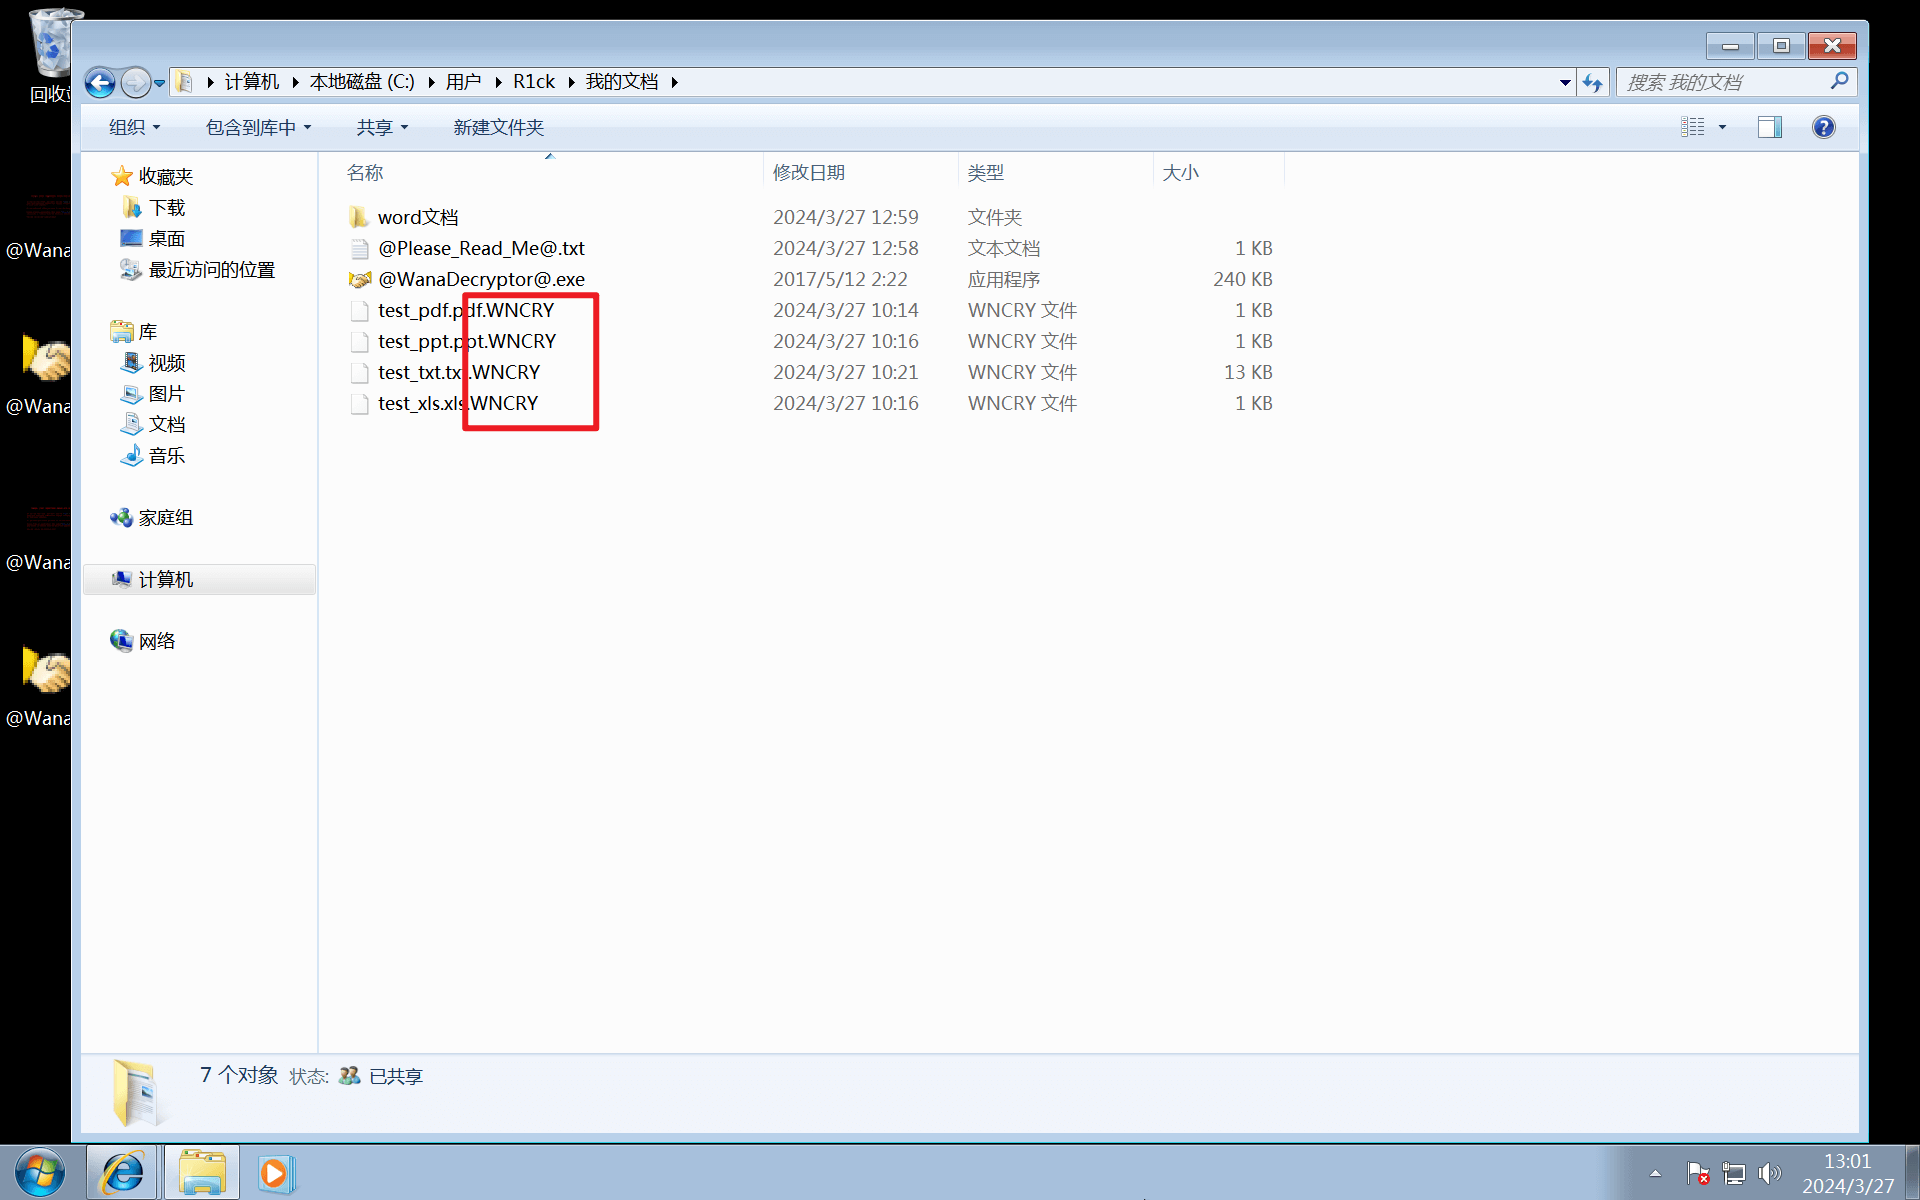 回收
计算机 本地磁盘 (C:) 用户 R1ck 我的文档
搜索 我的文档
组织 包含到库中 共享 新建文件夹
名称 修改日期 类型 大小
word文档 2024/3/27 12:59 文件夹
@Please_Read_Me@.txt 2024/3/27 12:58 文本文档 1 KB
@WanaDecryptor@.exe 2017/5/12 2:22 应用程序 240 KB
test_pdf.pdf.WNCRY 2024/3/27 10:14 WNCRY 文件 1 KB
test_ppt.ppt.WNCRY 2024/3/27 10:16 WNCRY 文件 1 KB
test_txt.txt.WNCRY 2024/3/27 10:21 WNCRY 文件 13 KB
test_xls.xls.WNCRY 2024/3/27 10:16 WNCRY 文件 1 KB
收藏夹
下载
桌面
最近访问的位置
库
视频
图片
文档
音乐
家庭组
计算机
网络
@Wana
@Wana
@Wana
@Wana
7 个对象 状态: 已共享
13:01
2024/3/27